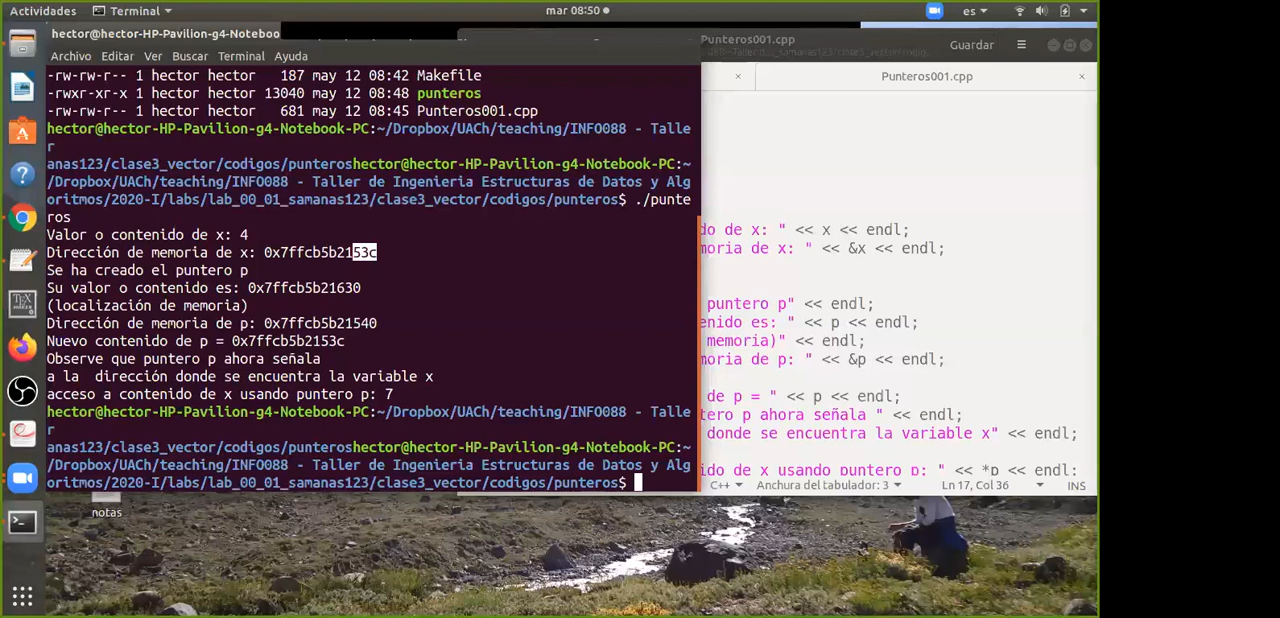 Actividades
Terminal
mar 08:50
es
hector@hector-HP-Pavilion-g4-Notebo
Archivo Editar Ver Buscar Terminal Ayuda
-rw-rw-r-- 1 hector hector   187 may 12 08:42 Makefile
-rwxr-xr-x 1 hector hector 13040 may 12 08:48 punteros
-rw-rw-r-- 1 hector hector   681 may 12 08:45 Punteros001.cpp
hector@hector-HP-Pavilion-g4-Notebook-PC:~/Dropbox/UACh/teaching/INFO088 - Talle
r
anas123/clase3_vector/codigos/punteroshector@hector-HP-Pavilion-g4-Notebook-PC:~
/Dropbox/UACh/teaching/INFO088 - Taller de Ingenieria Estructuras de Datos y Alg
oritmos/2020-I/labs/lab_00_01_samanas123/clase3_vector/codigos/punteros$ ./punte
ros
Valor o contenido de x: 4
Dirección de memoria de x: 0x7ffcb5b2153c
Se ha creado el puntero p
Su valor o contenido es: 0x7ffcb5b21630
(localización de memoria)
Dirección de memoria de p: 0x7ffcb5b21540
Nuevo contenido de p = 0x7ffcb5b2153c
Observe que puntero p ahora señala
a la  dirección donde se encuentra la variable x
acceso a contenido de x usando puntero p: 7
hector@hector-HP-Pavilion-g4-Notebook-PC:~/Dropbox/UACh/teaching/INFO088 - Talle
r
anas123/clase3_vector/codigos/punteroshector@hector-HP-Pavilion-g4-Notebook-PC:~
/Dropbox/UACh/teaching/INFO088 - Taller de Ingenieria Estructuras de Datos y Alg
oritmos/2020-I/labs/lab_00_01_samanas123/clase3_vector/codigos/punteros$
Punteros001.cpp
Guardar
Punteros001.cpp
do de x: " << x << endl;
moria de x: " << &x << endl;
puntero p" << endl;
enido es: " << p << endl;
memoria)" << endl;
moria de p: " << &p << endl;
de p = " << p << endl;
tero p ahora señala " << endl;
donde se encuentra la variable x" << endl;
ido de x usando puntero p: " << *p << endl;
C++ Anchura del tabulador: 3 Ln 17, Col 36 INS
notas